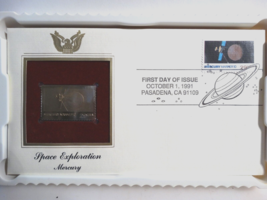 FIRST DAY OF ISSUE
OCTOBER 1, 1991
PASADENA, CA 91109
Space Exploration
Mercury